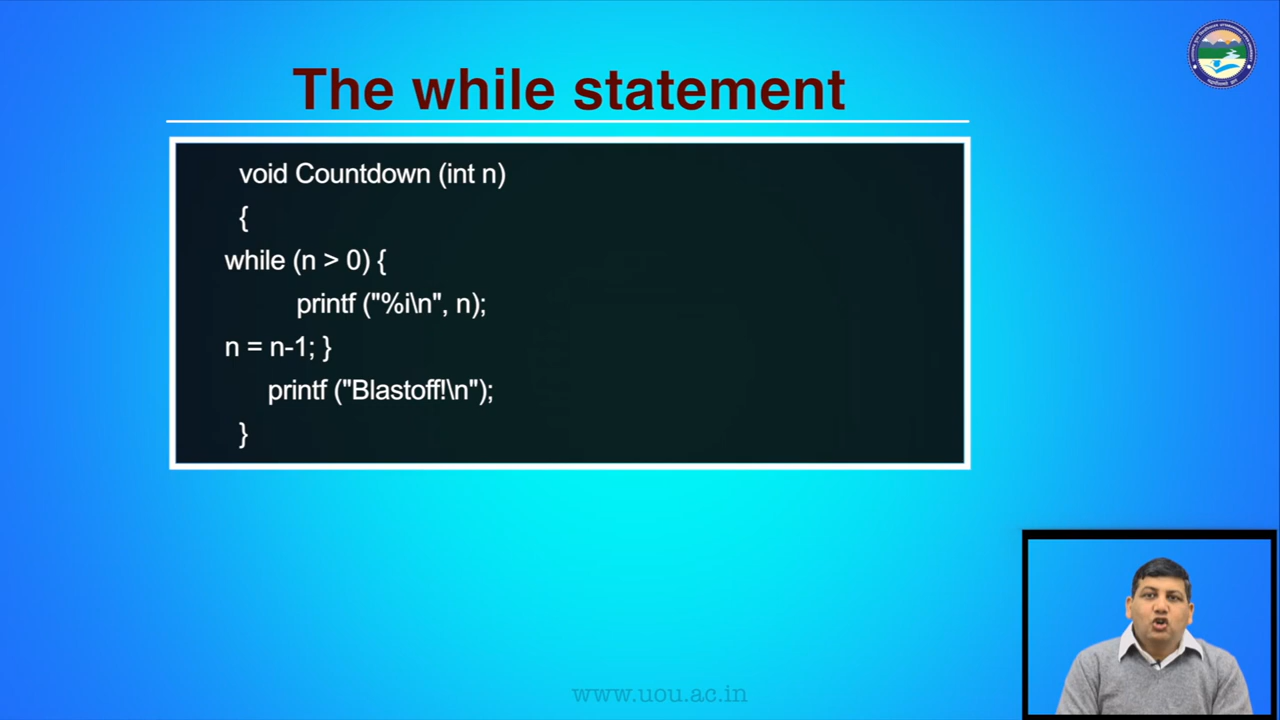 The while statement
void Countdown (int n)
{
while (n > 0) {
printf ("%i\n", n);
n = n-1; }
printf ("Blastoff!\n");
}
www.uou.ac.in